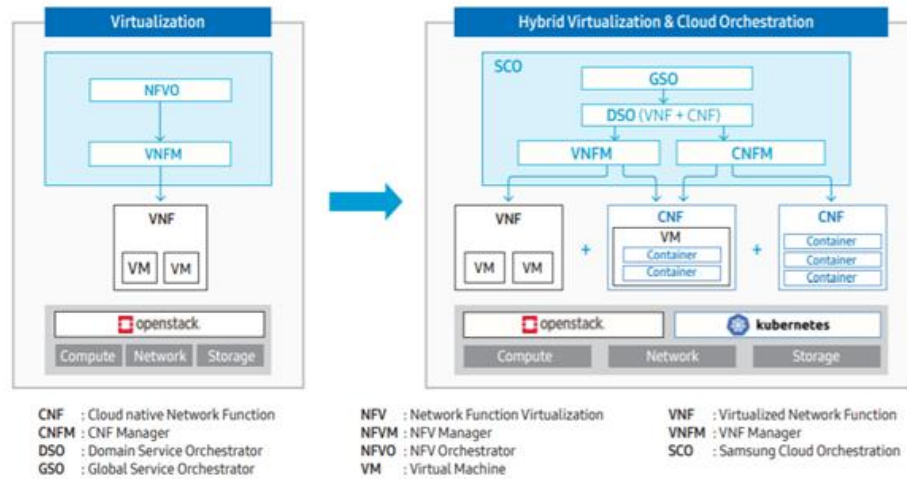 Virtualization
NFVO
VNFM
VNF
VM VM
openstack.
Compute Network Storage
Hybrid Virtualization & Cloud Orchestration
SCO
GSO
DSO (VNF + CNF)
VNFM CNFM
VNF
VM VM
+
CNF
VM
Container
Container
+
CNF
Container
Container
Container
openstack. kubernetes
Compute Network Storage
CNF : Cloud native Network Function
CNFM : CNF Manager
DSO : Domain Service Orchestrator
GSO : Global Service Orchestrator
NFV : Network Function Virtualization
NFVM : NFV Manager
NFVO : NFV Orchestrator
VM : Virtual Machine
VNF : Virtualized Network Function
VNFM : VNF Manager
SCO : Samsung Cloud Orchestration